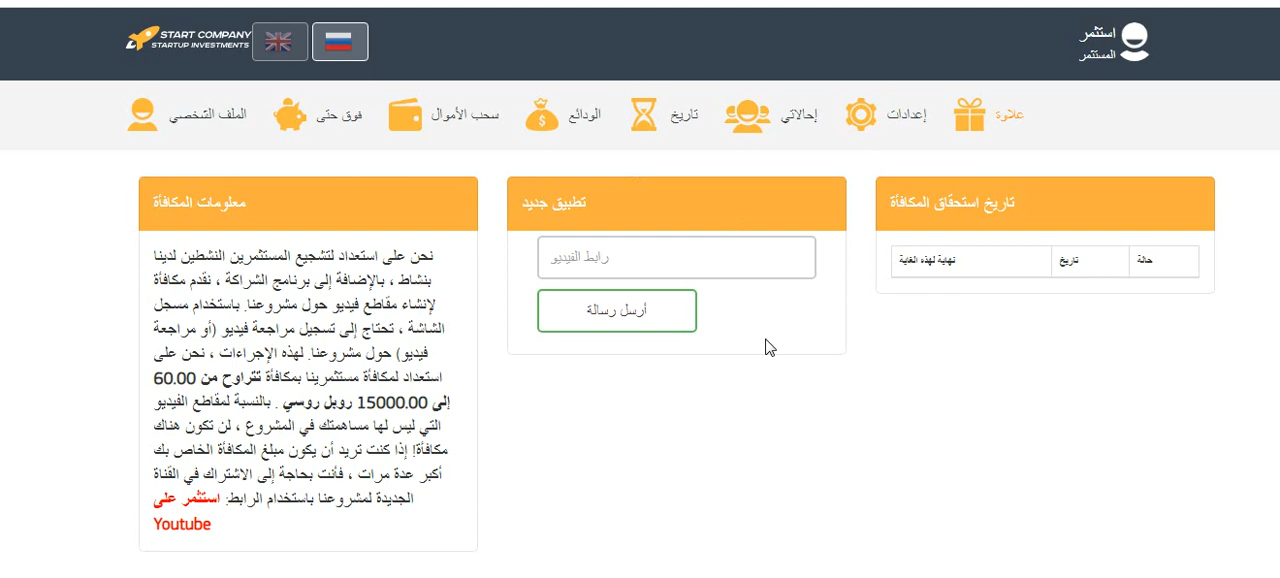 START COMPANY
STARTUP INVESTMENTS
استثمر
المستثمر
الملف الشخصي
فوق حتى
سحب الأموال
الودائع
تاريخ
إحالاتي
إعدادات
علاوة
معلومات المكافأة
نحن على استعداد لتشجيع المستثمرين النشطين لدينا
بنشاط ، بالإضافة إلى برنامج الشراكة ، نقدم مكافأة
لإنشاء مقاطع فيديو حول مشروعنا. باستخدام مسجل
الشاشة ، تحتاج إلى تسجيل مراجعة فيديو (أو مراجعة
فيديو) حول مشروعنا. لهذه الإجراءات ، نحن على
استعداد لمكافأة مستثمرينا بمكافأة تتراوح من 60.00
إلى 15000.00 روبل روسي . بالنسبة لمقاطع الفيديو
التي ليس لها مساهمتك في المشروع ، لن تكون هناك
مكافأة! إذا كنت تريد أن يكون مبلغ المكافأة الخاص بك
أكبر عدة مرات ، فأنت بحاجة إلى الاشتراك في القناة
الجديدة لمشروعنا باستخدام الرابط: استثمر على
Youtube
تطبيق جديد
رابط الفيديو
أرسل رسالة
تاريخ استحقاق المكافأة
نهاية لهذه الغاية
تاريخ
حالة